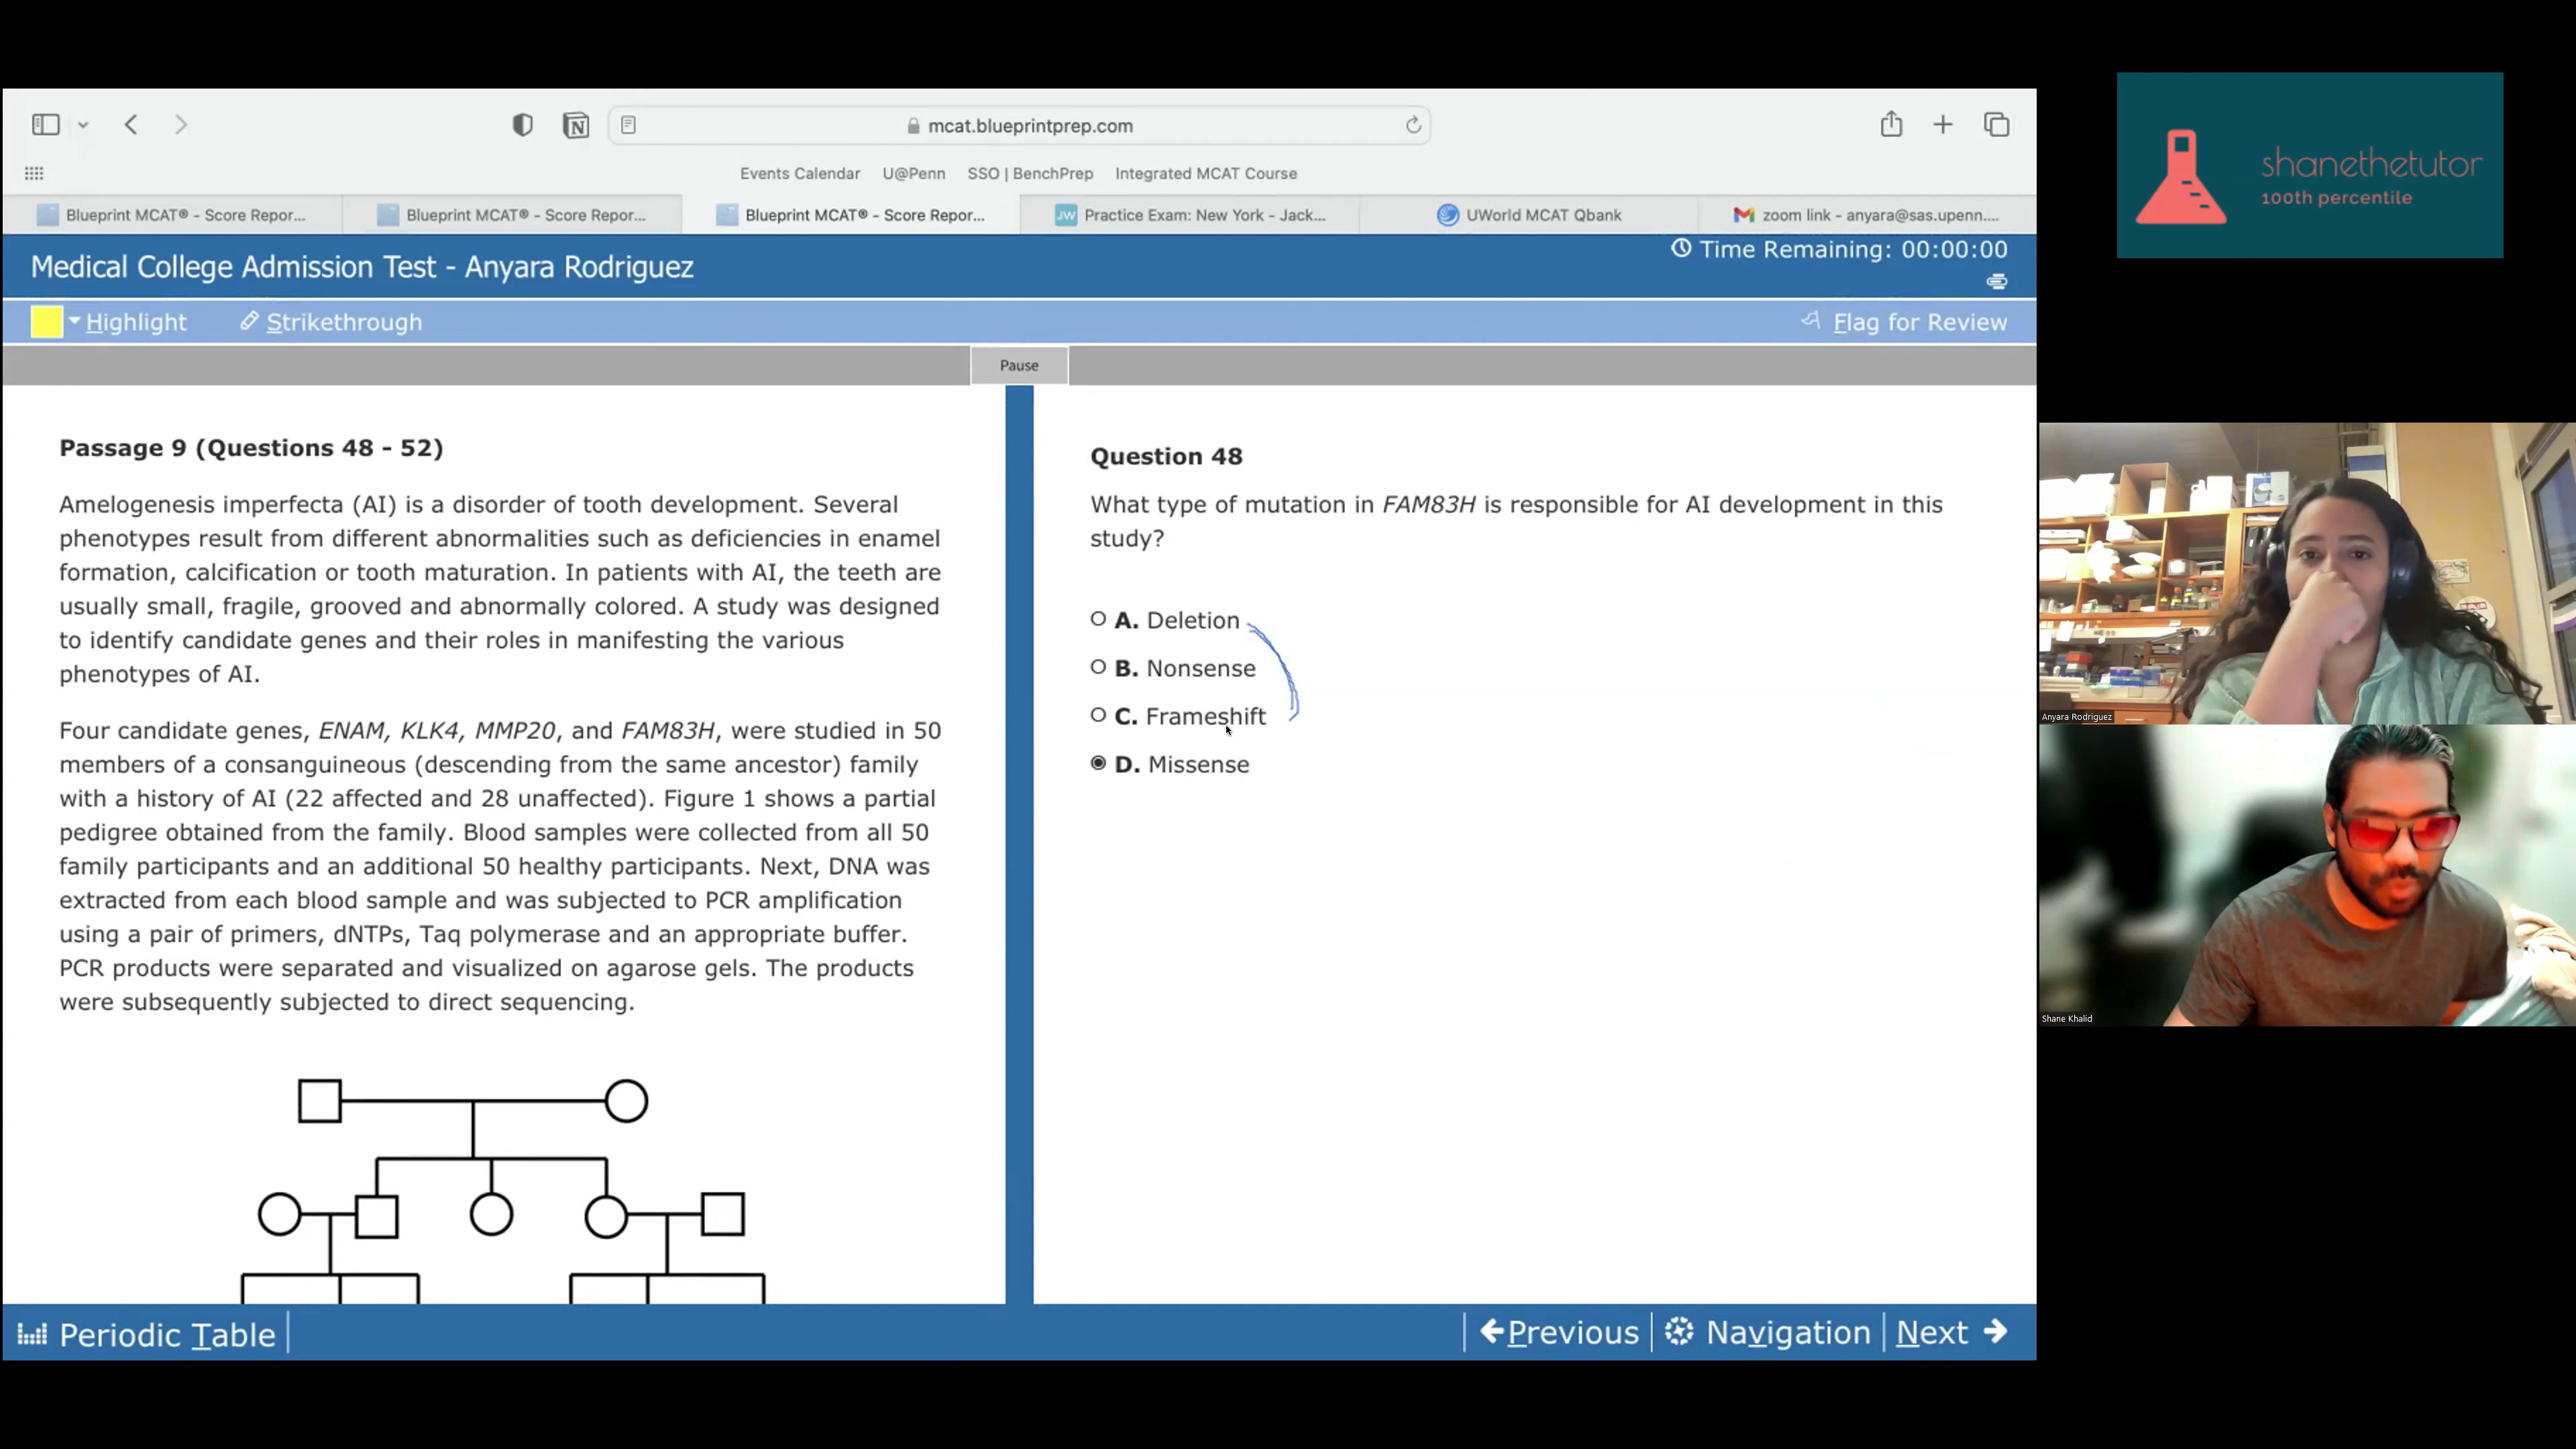 mcat.blueprintprep.com
Events Calendar U@Penn SSO | BenchPrep Integrated MCAT Course
Blueprint MCAT® - Score Repor... Blueprint MCAT® - Score Repor... Blueprint MCAT® - Score Repor... JW Practice Exam: New York - Jack... UWorld MCAT Qbank zoom link - anyara@sas.upenn....
Medical College Admission Test - Anyara Rodriguez
Time Remaining: 00:00:00
Highlight Strikethrough Flag for Review
Pause
Passage 9 (Questions 48 - 52)
Amelogenesis imperfecta (AI) is a disorder of tooth development. Several
phenotypes result from different abnormalities such as deficiencies in enamel
formation, calcification or tooth maturation. In patients with AI, the teeth are
usually small, fragile, grooved and abnormally colored. A study was designed
to identify candidate genes and their roles in manifesting the various
phenotypes of AI.
Four candidate genes, ENAM, KLK4, MMP20, and FAM83H, were studied in 50
members of a consanguineous (descending from the same ancestor) family
with a history of AI (22 affected and 28 unaffected). Figure 1 shows a partial
pedigree obtained from the family. Blood samples were collected from all 50
family participants and an additional 50 healthy participants. Next, DNA was
extracted from each blood sample and was subjected to PCR amplification
using a pair of primers, dNTPs, Taq polymerase and an appropriate buffer.
PCR products were separated and visualized on agarose gels. The products
were subsequently subjected to direct sequencing.
Question 48
What type of mutation in FAM83H is responsible for AI development in this
study?
A. Deletion
B. Nonsense
C. Frameshift
D. Missense
Periodic Table
Previous Navigation Next
shanethetutor
100th percentile
Anyara Rodriguez
Shane Khalid